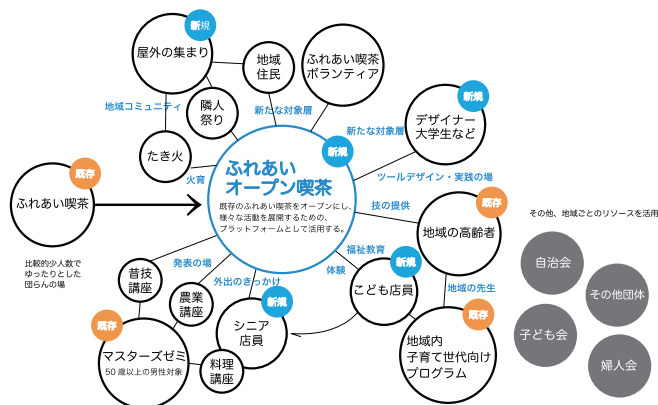 新規
屋外の集まり
地域
住民
ふれあい喫茶
ボランティア
地域コミュニティ
隣人
祭り
新たな対象層
新規
デザイナー
大学生など
新たな対象層
たき火
火育
新規
ふれあい
オープン喫茶
既存のふれあい喫茶をオープンにし、
様々な活動を展開するための、
プラットフォームとして活用する。
ツールデザイン・実践の場
既存
ふれあい喫茶
比較的少人数で
ゆったりとした
団らんの場
技の提供
既存
地域の高齢者
その他、地域ごとのリソースを活用
自治会
その他団体
子ども会
婦人会
福祉教育
体験
新規
こども店員
地域の先生
発表の場
外出のきっかけ
昔技
講座
農業
講座
新規
シニア
店員
既存
マスターズゼミ
50歳以上の男性対象
料理
講座
既存
地域内
子育て世代向け
プログラム